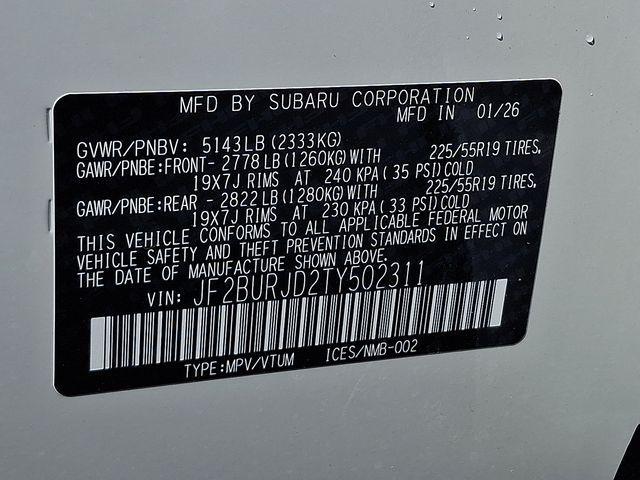 MFD BY SUBARU CORPORATION
MFD IN 01/26
GVWR/PNBV: 5143LB (2333KG)
GAWR/PNBE:FRONT- 2778 LB(1260KG) WITH 225/55R19 TIRES,
19X7J RIMS AT 240 KPA ( 35 PSI) COLD
GAWR/PNBE: REAR - 2822 LB(1280KG) WITH 225/55R19 TIRES,
19X7J RIMS AT 230 KPA ( 33 PSI) COLD
THIS VEHICLE CONFORMS TO ALL APPLICABLE FEDERAL MOTOR
VEHICLE SAFETY AND THEFT PREVENTION STANDARDS IN EFFECT ON
THE DATE OF MANUFACTURE SHOWN ABOVE.
VIN: JF2BURJD2TY502311
TYPE:MPV/VTUM ICES/NMB-002